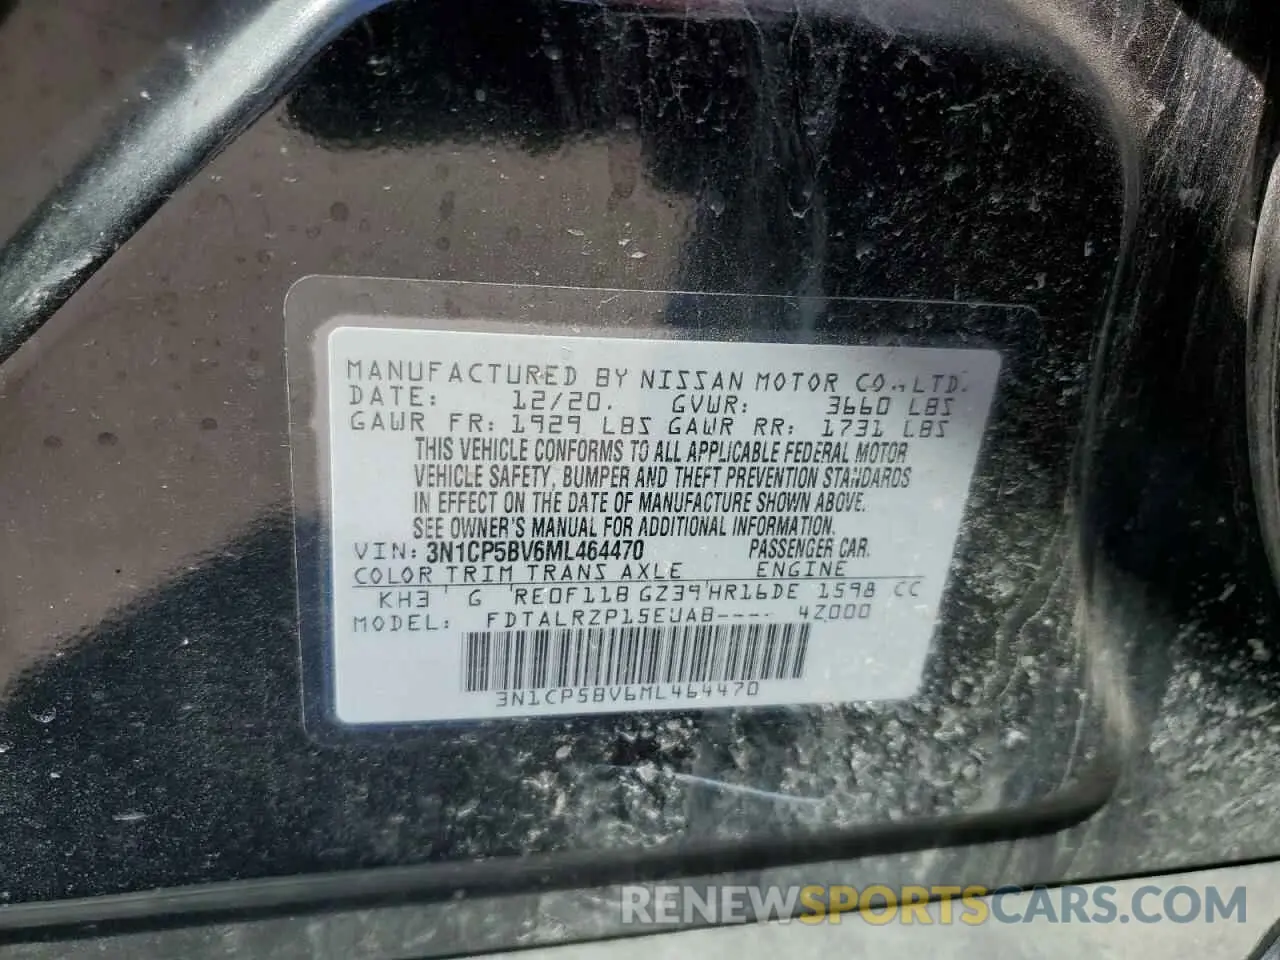 MANUFACTURED BY NISSAN MOTOR CO., LTD.
DATE: 12/20. GVWR: 3660 LBS
GAWR FR: 1929 LBS GAWR RR: 1731 LBS
THIS VEHICLE CONFORMS TO ALL APPLICABLE FEDERAL MOTOR
VEHICLE SAFETY, BUMPER AND THEFT PREVENTION STANDARDS
IN EFFECT ON THE DATE OF MANUFACTURE SHOWN ABOVE.
SEE OWNER'S MANUAL FOR ADDITIONAL INFORMATION.
VIN: 3N1CP5BV6ML464470 PASSENGER CAR.
COLOR TRIM TRANS AXLE ENGINE
KH3 G RE0F11B GZ39 HR16DE 1598 CC
MODEL: FDTALRZP15EUAB---- 4Z000
3N1CP5BV6ML464470
RENEWSPORTSCARS.COM